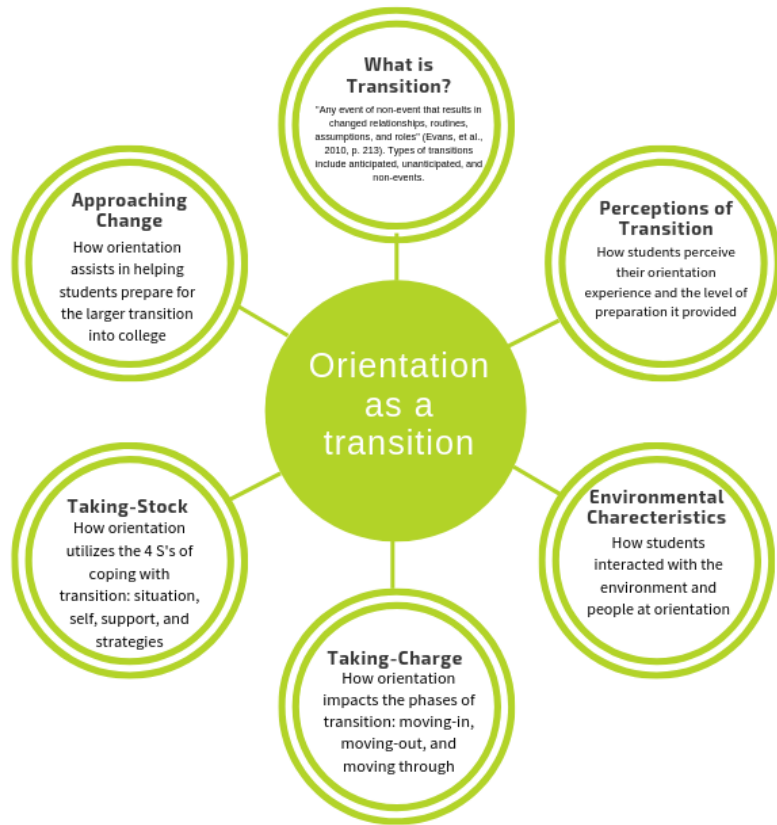 What is
Transition?
"Any event of non-event that results in
changed relationships, routines,
assumptions, and roles" (Evans, et al.,
2010, p. 213). Types of transitions
include anticipated, unanticipated, and
non-events.
Approaching
Change
How orientation
assists in helping
students prepare for
the larger transition
into college
Perceptions of
Transition
How students perceive
their orientation
experience and the level of
preparation it provided
Orientation
as a
transition
Taking-Stock
How orientation
utilizes the 4 S's of
coping with
transition: situation,
self, support, and
strategies
Environmental
Charecteristics
How students
interacted with the
environment and
people at orientation
Taking-Charge
How orientation
impacts the phases of
transition: moving-in,
moving-out, and
moving through